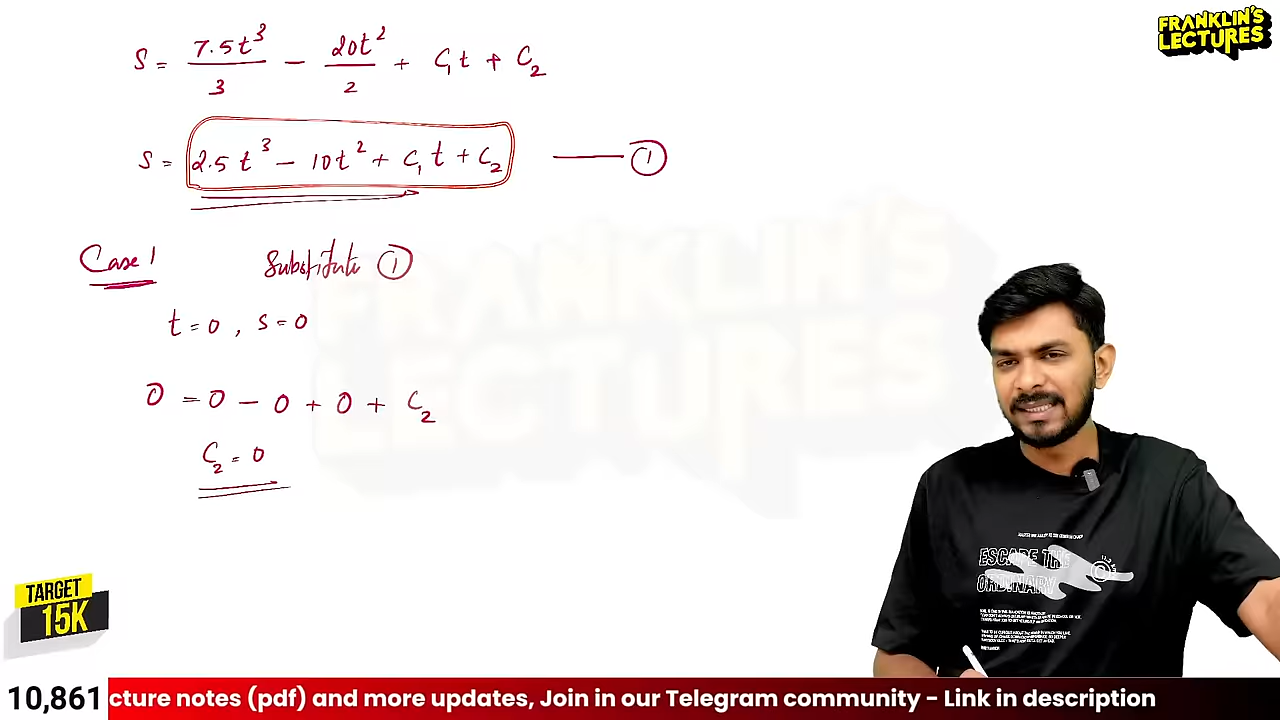 FRANKLIN'S
LECTURES
S = 7.5t³/3 - 20t²/2 + C₁t + C₂
S = 2.5t³ - 10t² + C₁t + C₂ —— ①
Case 1 Substitute ①
t = 0, s = 0
0 = 0 - 0 + 0 + C₂
C₂ = 0
FRANKLIN'S
LECTURES
ESCAPE THE
ORDINARY
TARGET
15K
10,861 cture notes (pdf) and more updates, Join in our Telegram community - Link in description